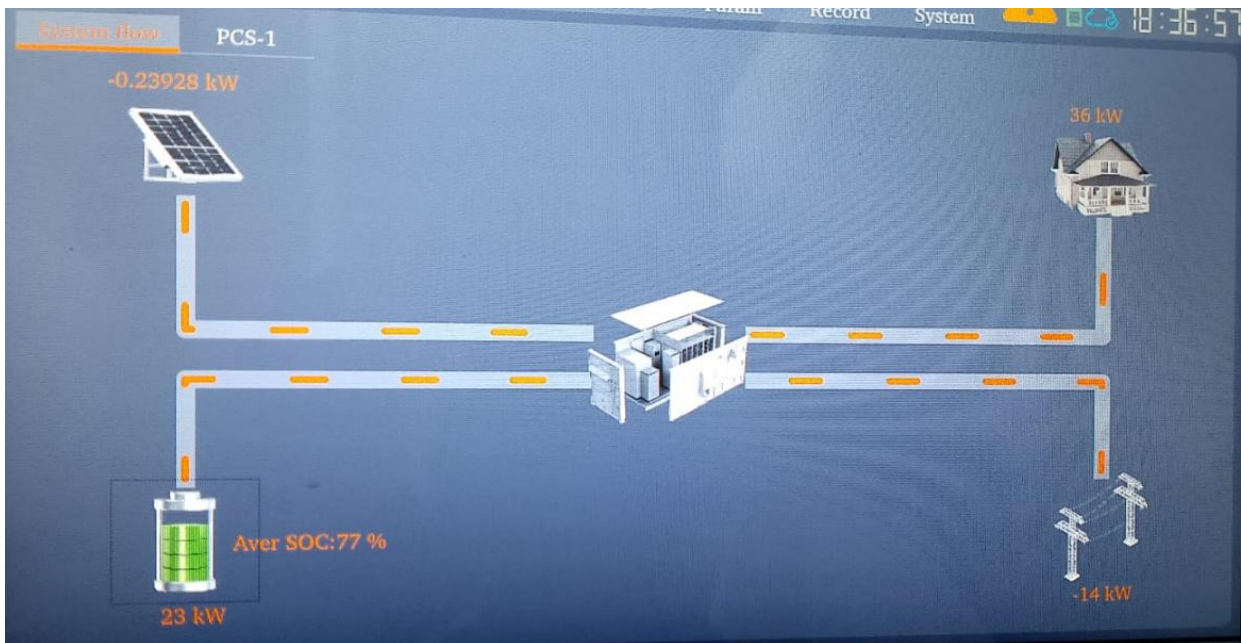 Param Record System 18:36:57
System flow PCS-1
-0.23928 kW
36 kW
Aver SOC:77 %
23 kW
-14 kW